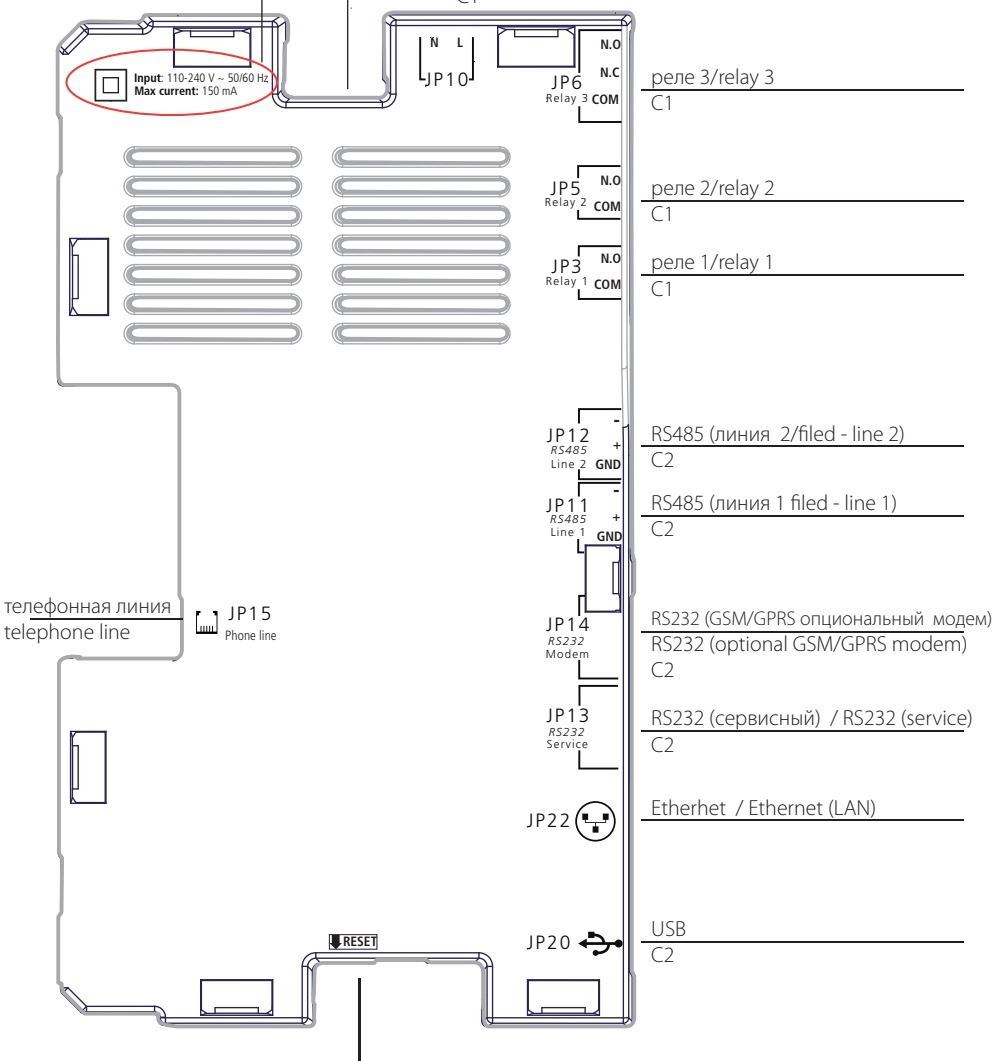 N L
JP10
Input: 110-240 V ~ 50/60 Hz
Max current: 150 mA
N.O
N.C
JP6
Relay 3 COM
реле 3/relay 3
C1
N.O
JP5
Relay 2 COM
реле 2/relay 2
C1
N.O
JP3
Relay 1 COM
реле 1/relay 1
C1
-
JP12
RS485 +
Line 2 GND
RS485 (линия 2/filed - line 2)
C2
-
JP11
RS485 +
Line 1 GND
RS485 (линия 1 filed - line 1)
C2
телефонная линия
telephone line
JP15
Phone line
JP14
RS232
Modem
RS232 (GSM/GPRS опциональный модем)
RS232 (optional GSM/GPRS modem)
C2
JP13
RS232
Service
RS232 (сервисный) / RS232 (service)
C2
JP22
Etherhet / Ethernet (LAN)
RESET
JP20
USB
C2